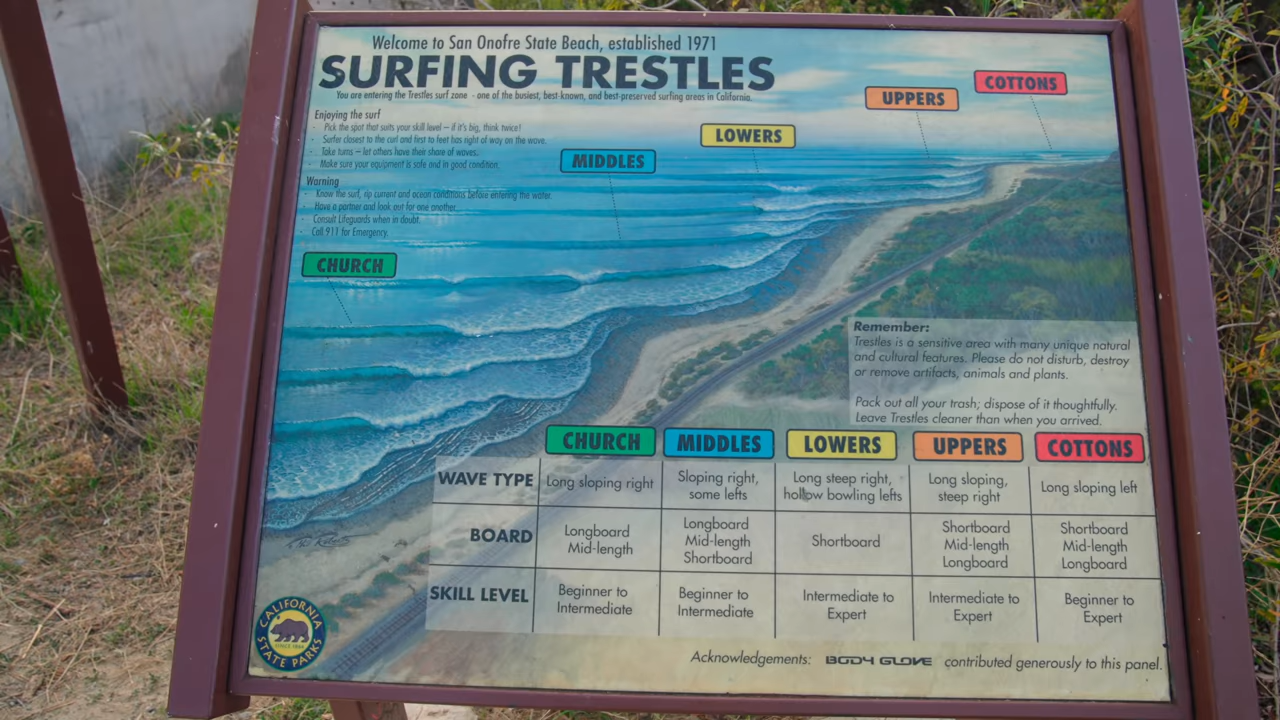 Welcome to San Onofre State Beach, established 1971
SURFING TRESTLES
You are entering the Trestles surf zone - one of the busiest, best-known, and best-preserved surfing areas in California.
Enjoying the surf
- Pick the spot that suits your skill level – if it's big, think twice!
- Surfer closest to the curl and first to feet has right of way on the wave.
- Take turns – let others have their share of waves.
- Make sure your equipment is safe and in good condition.
Warning
- Know the surf, rip current and ocean conditions before entering the water.
- Have a partner and look out for one another.
- Consult Lifeguards when in doubt.
- Call 911 for Emergency.
CHURCH
MIDDLES
LOWERS
UPPERS
COTTONS
Remember:
Trestles is a sensitive area with many unique natural
and cultural features. Please do not disturb, destroy
or remove artifacts, animals and plants.
Pack out all your trash; dispose of it thoughtfully.
Leave Trestles cleaner than when you arrived.
CHURCH MIDDLES LOWERS UPPERS COTTONS
WAVE TYPE
Long sloping right
Sloping right,
some lefts
Long steep right,
hollow bowling lefts
Long sloping,
steep right
Long sloping left
BOARD
Longboard
Mid-length
Longboard
Mid-length
Shortboard
Shortboard
Shortboard
Mid-length
Longboard
Shortboard
Mid-length
Longboard
SKILL LEVEL
Beginner to
Intermediate
Beginner to
Intermediate
Intermediate to
Expert
Intermediate to
Expert
Beginner to
Expert
CALIFORNIA
STATE PARKS
SINCE 1864
Acknowledgements: BODY GLOVE contributed generously to this panel.